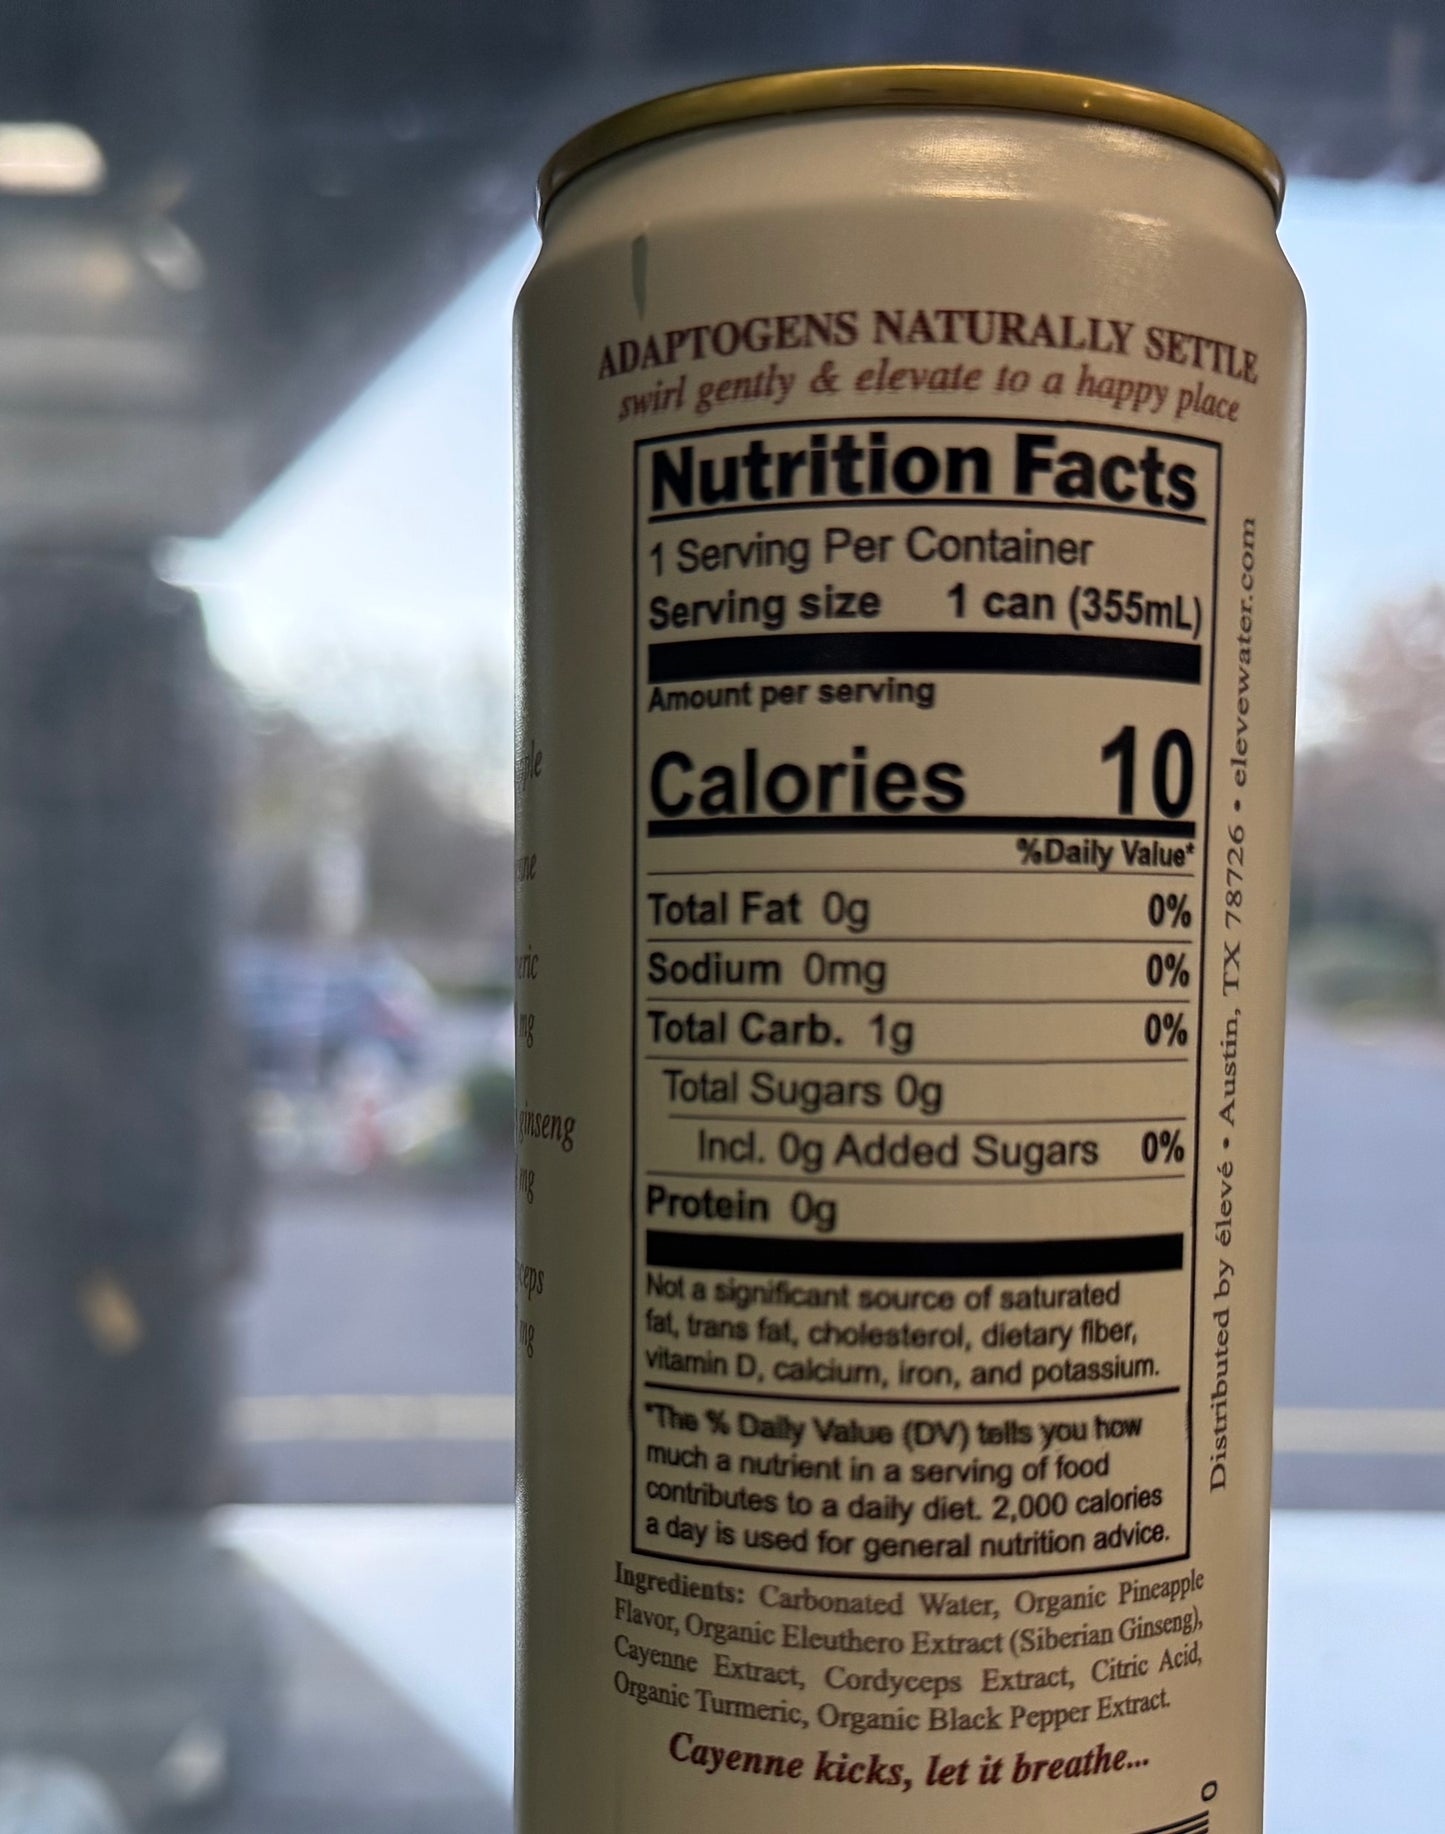 ADAPTOGENS NATURALLY SETTLE
swirl gently & elevate to a happy place
Nutrition Facts
1 Serving Per Container
Serving size 1 can (355mL)
Amount per serving
Calories 10
%Daily Value*
Total Fat 0g 0%
Sodium 0mg 0%
Total Carb. 1g 0%
Total Sugars 0g
Incl. 0g Added Sugars 0%
Protein 0g
Not a significant source of saturated
fat, trans fat, cholesterol, dietary fiber,
vitamin D, calcium, iron, and potassium.
*The % Daily Value (DV) tells you how
much a nutrient in a serving of food
contributes to a daily diet. 2,000 calories
a day is used for general nutrition advice.
Ingredients: Carbonated Water, Organic Pineapple
Flavor, Organic Eleuthero Extract (Siberian Ginseng),
Cayenne Extract, Cordyceps Extract, Citric Acid,
Organic Turmeric, Organic Black Pepper Extract.
Cayenne kicks, let it breathe...
Distributed by élevé • Austin, TX 78726 • elevewater.com
ginseng
mg
mg
mg
0